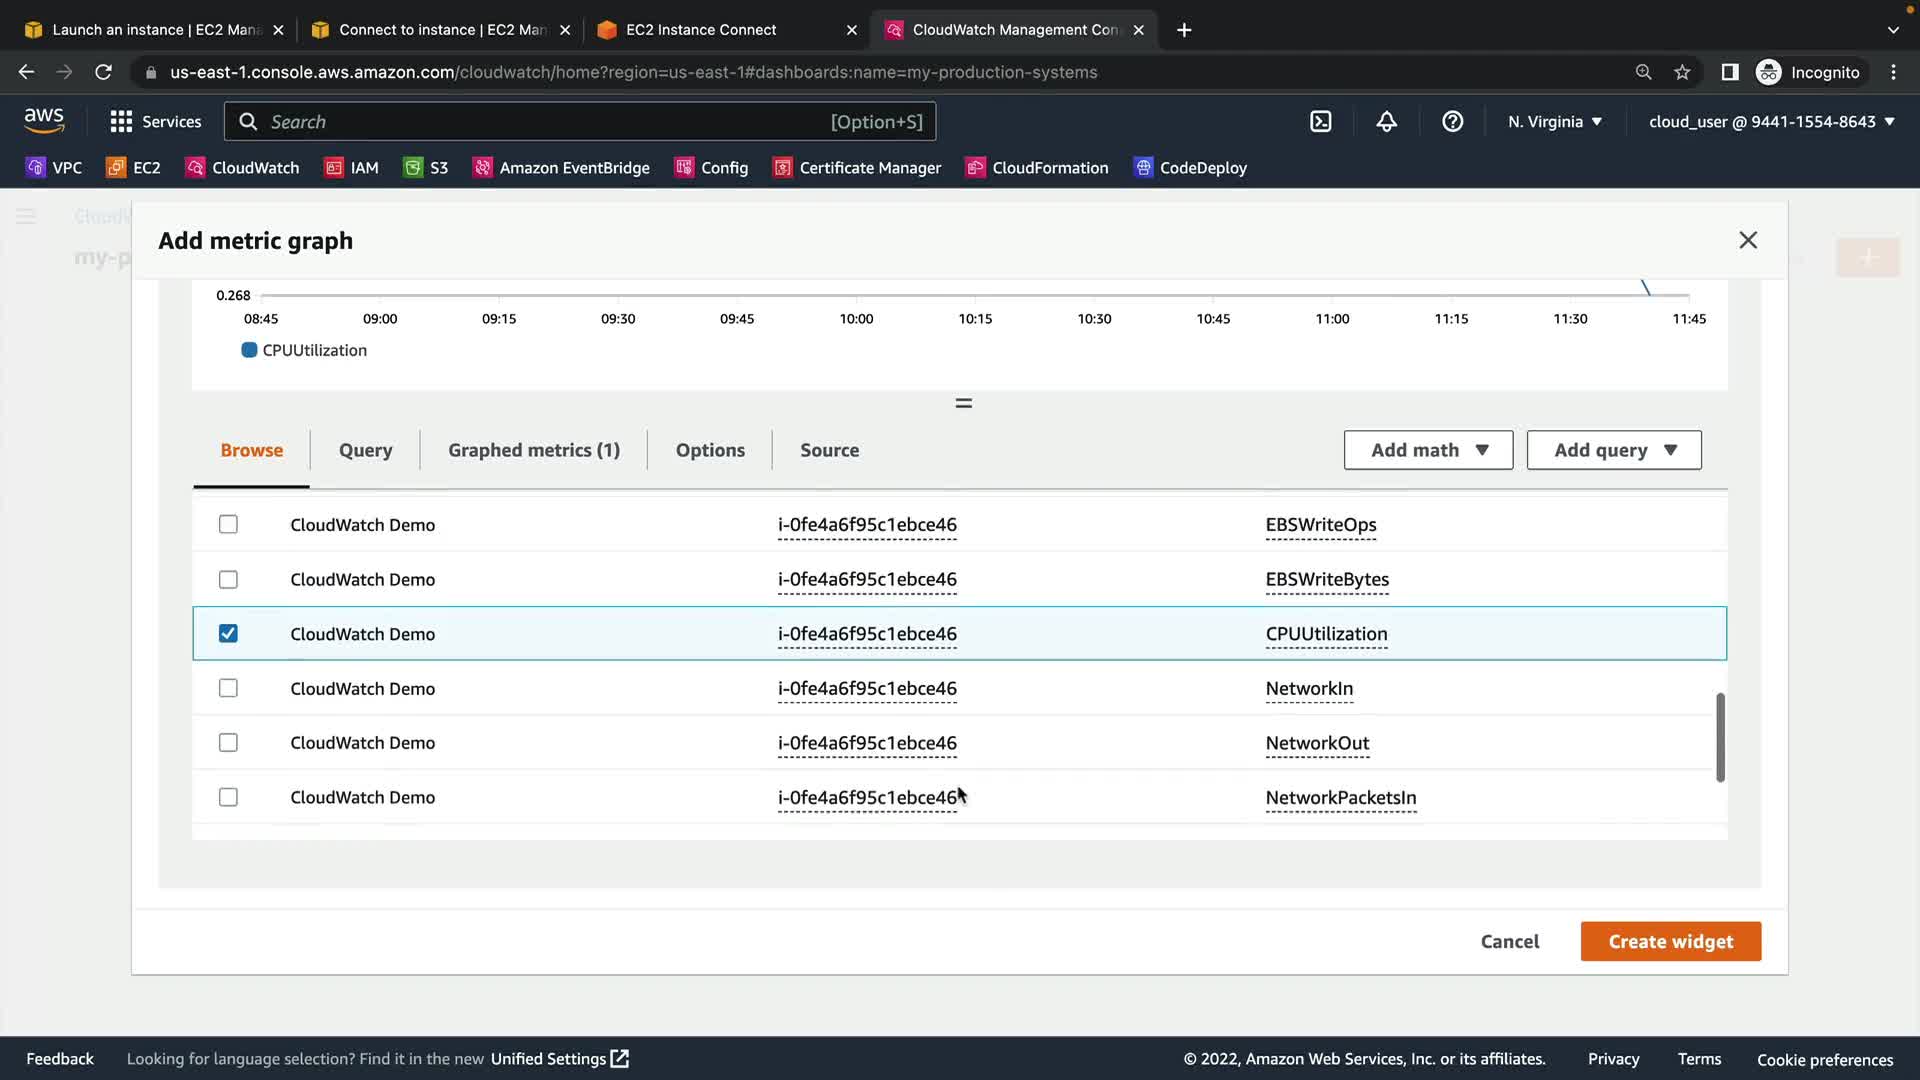 Launch an instance | EC2 Man
Connect to instance | EC2 Man
EC2 Instance Connect
CloudWatch Management Con
us-east-1.console.aws.amazon.com/cloudwatch/home?region=us-east-1#dashboards:name=my-production-systems
Incognito
aws
Services
Search
[Option+S]
N. Virginia
cloud_user @ 9441-1554-8643
VPC
EC2
CloudWatch
IAM
S3
Amazon EventBridge
Config
Certificate Manager
CloudFormation
CodeDeploy
CloudW
my-p
Add metric graph
0.268
08:45 09:00 09:15 09:30 09:45 10:00 10:15 10:30 10:45 11:00 11:15 11:30 11:45
CPUUtilization
Browse
Query
Graphed metrics (1)
Options
Source
Add math
Add query
CloudWatch Demo i-0fe4a6f95c1ebce46 EBSWriteOps
CloudWatch Demo i-0fe4a6f95c1ebce46 EBSWriteBytes
CloudWatch Demo i-0fe4a6f95c1ebce46 CPUUtilization
CloudWatch Demo i-0fe4a6f95c1ebce46 NetworkIn
CloudWatch Demo i-0fe4a6f95c1ebce46 NetworkOut
CloudWatch Demo i-0fe4a6f95c1ebce46 NetworkPacketsIn
Cancel
Create widget
Feedback
Looking for language selection? Find it in the new Unified Settings
© 2022, Amazon Web Services, Inc. or its affiliates.
Privacy
Terms
Cookie preferences